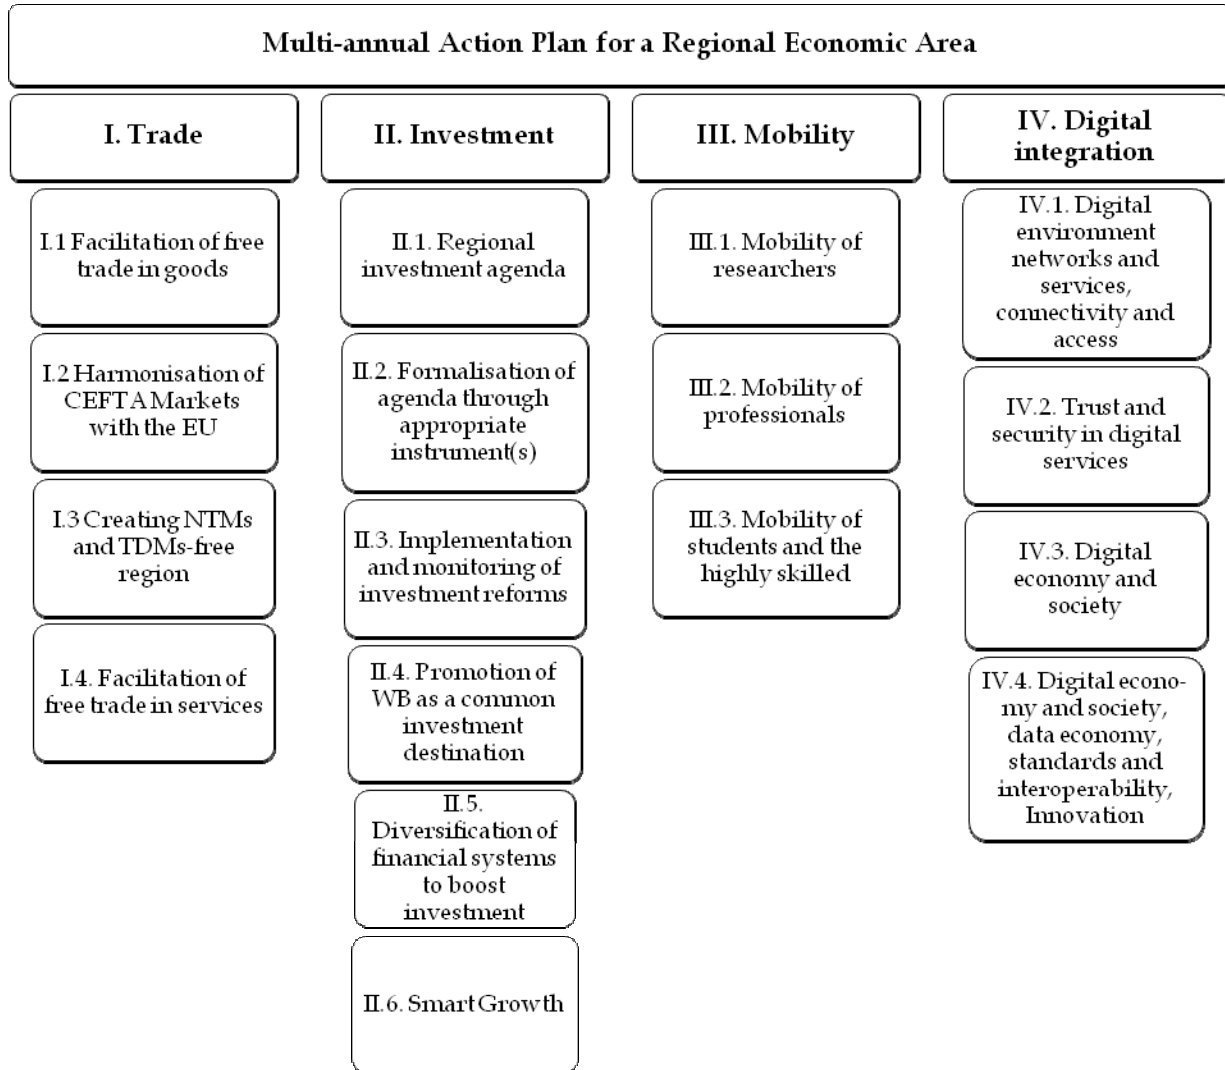 Multi-annual Action Plan for a Regional Economic Area
I. Trade
I.1 Facilitation of free
trade in goods
I.2 Harmonisation of
CEFTA Markets
with the EU
I.3 Creating NTMs
and TDMs-free
region
I.4. Facilitation of
free trade in services
II. Investment
II.1. Regional
investment agenda
II.2. Formalisation of
agenda through
appropriate
instrument(s)
II.3. Implementation
and monitoring of
investment reforms
II.4. Promotion of
WB as a common
investment
destination
II.5.
Diversification of
financial systems
to boost
investment
II.6. Smart Growth
III. Mobility
III.1. Mobility of
researchers
III.2. Mobility of
professionals
III.3. Mobility of
students and the
highly skilled
IV. Digital
integration
IV.1. Digital
environment
networks and
services,
connectivity and
access
IV.2. Trust and
security in digital
services
IV.3. Digital
economy and
society
IV.4. Digital econo-
my and society,
data economy,
standards and
interoperability,
Innovation